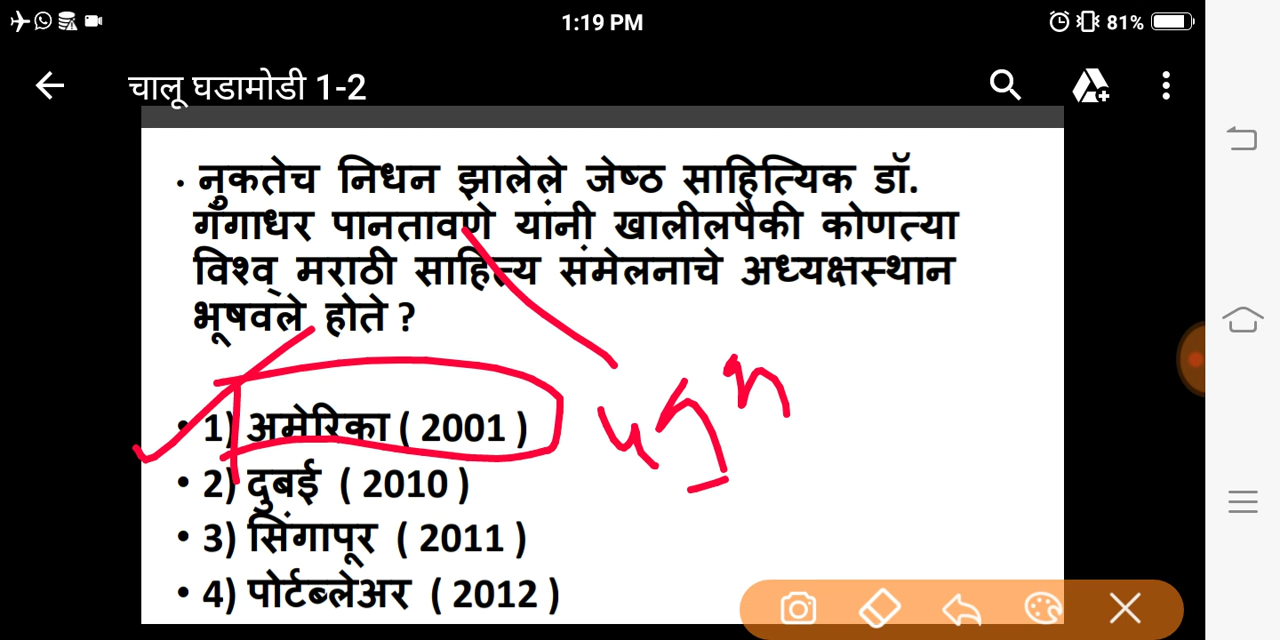 1:19 PM
81%
चालू घडामोडी 1-2
• नुकतेच निधन झालेले जेष्ठ साहित्यिक डॉ.
गंगाधर पानतावणे यांनी खालीलपैकी कोणत्या
विश्व मराठी साहित्य संमेलनाचे अध्यक्षस्थान
भूषवले होते ?
• 1) अमेरिका ( 2001 )
• 2) दुबई ( 2010 )
• 3) सिंगापूर ( 2011 )
• 4) पोर्टब्लेअर ( 2012 )